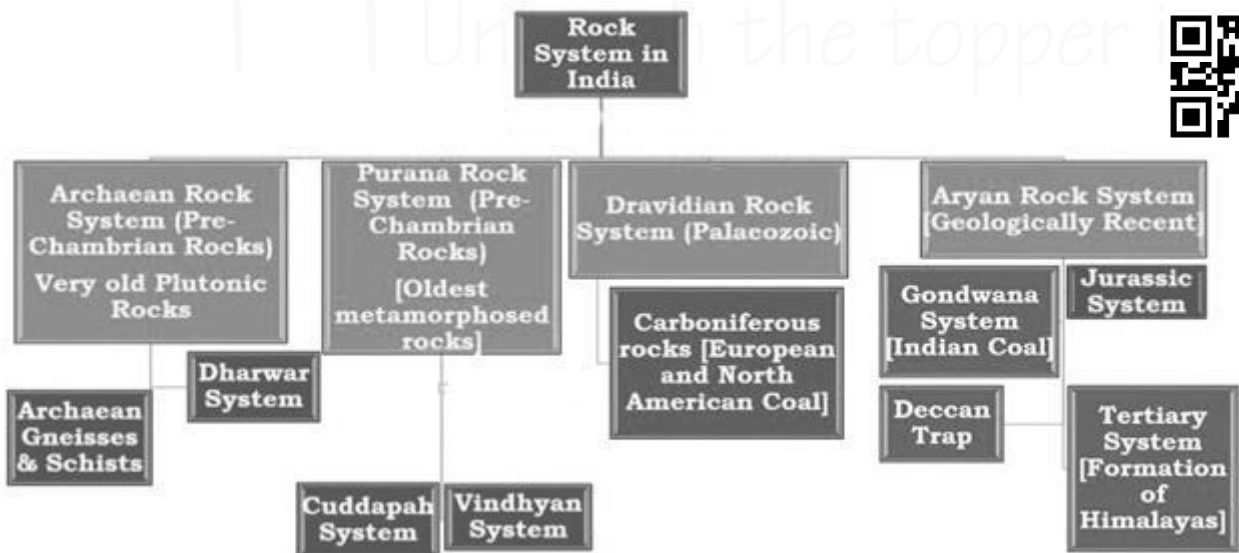 Rock
System in
India
Archaean Rock
System (Pre-
Chambrian Rocks)
Very old Plutonic
Rocks
Dharwar
System
Archaean
Gneisses
& Schists
Purana Rock
System (Pre-
Chambrian
Rocks)
[Oldest
metamorphosed
rocks]
Cuddapah
System
Vindhyan
System
Dravidian Rock
System (Palaeozoic)
Carboniferous
rocks [European
and North
American Coal]
Aryan Rock System
[Geologically Recent]
Gondwana
System
[Indian Coal]
Jurassic
System
Deccan
Trap
Tertiary
System
[Formation
of
Himalayas]
the topper